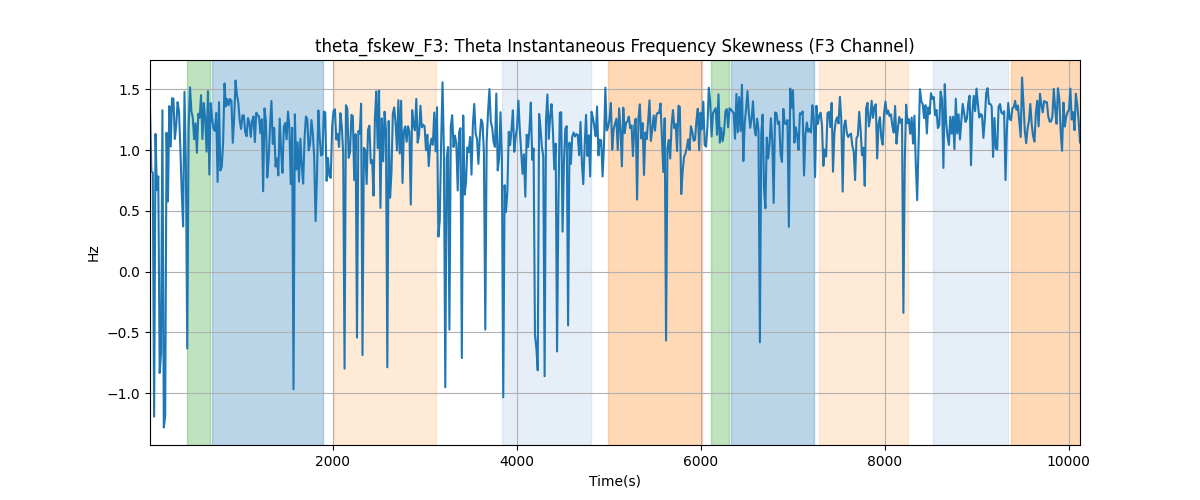 theta_fskew_F3: Theta Instantaneous Frequency Skewness (F3 Channel)
Hz
1.5
1.0
0.5
0.0
−0.5
−1.0
2000 4000 6000 8000 10000
Time(s)